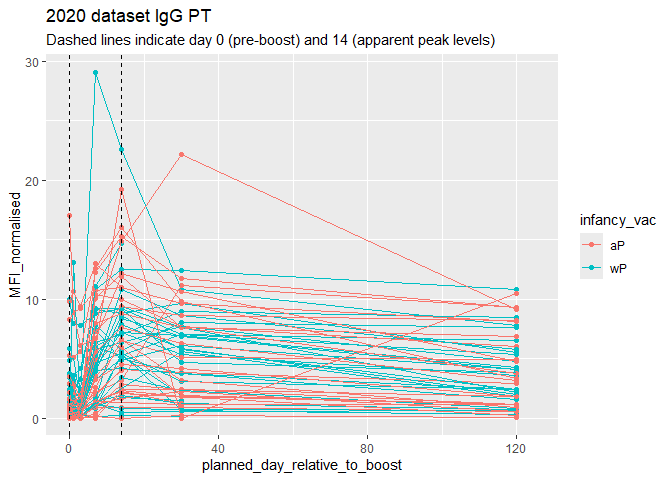 2020 dataset IgG PT
Dashed lines indicate day 0 (pre-boost) and 14 (apparent peak levels)
30
20
10
0
MFI_normalised
0
40
80
120
planned_day_relative_to_boost
infancy_vac
aP
wP